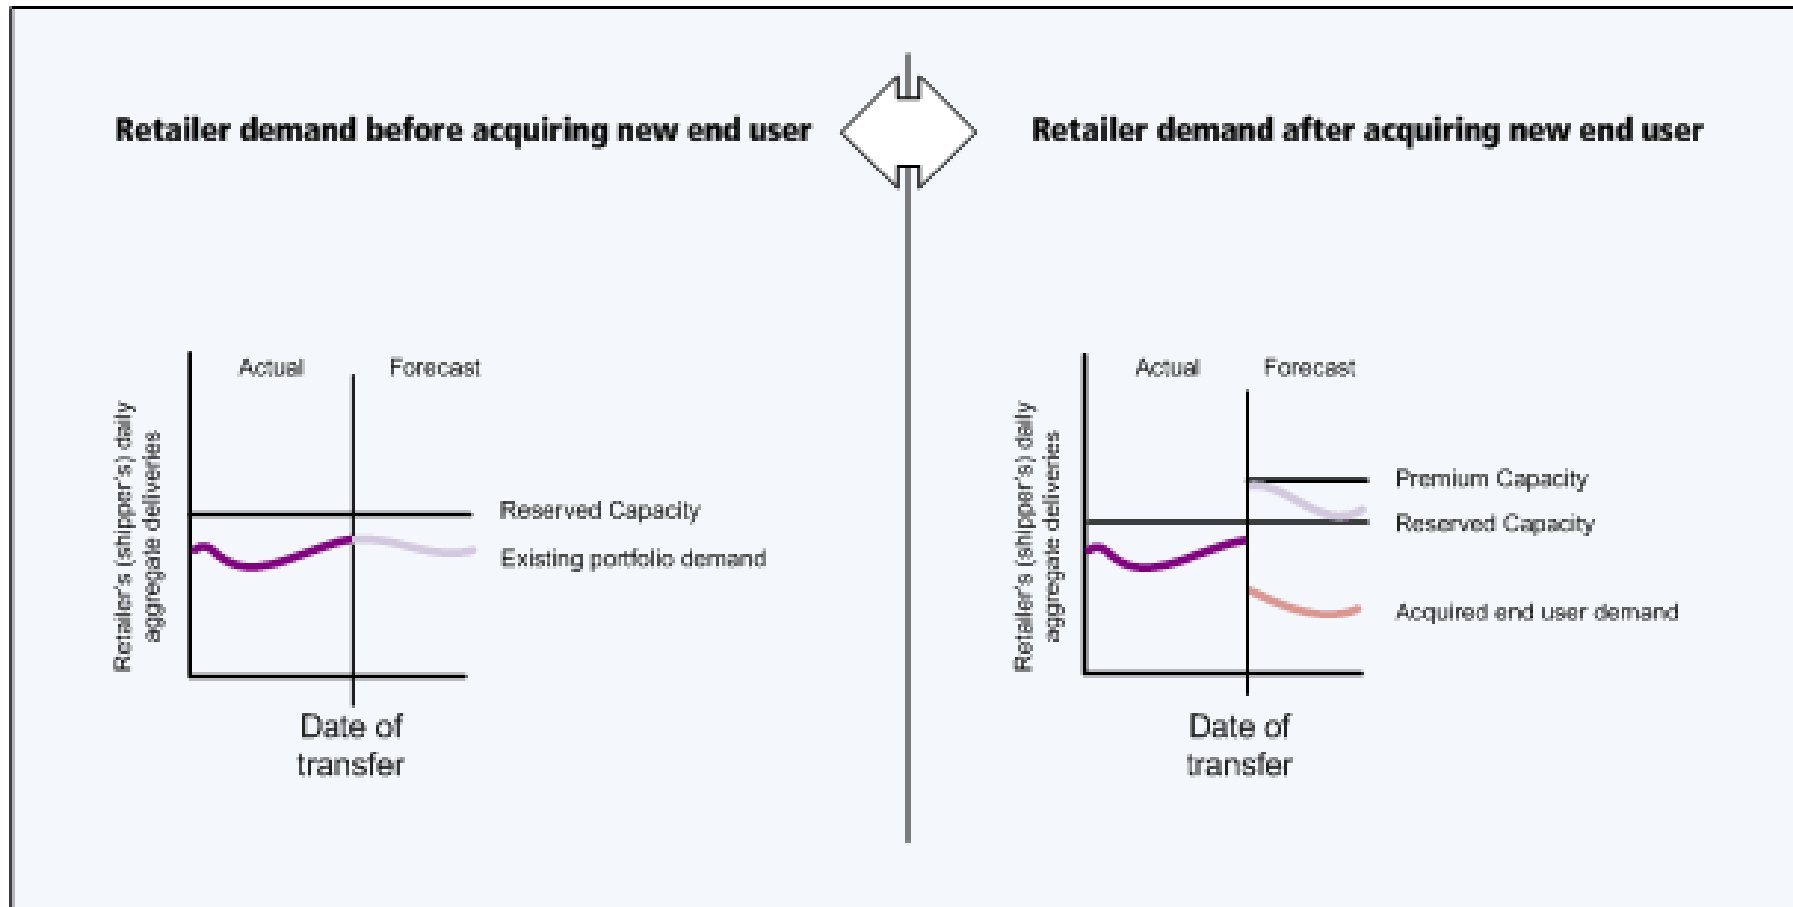 Retailer demand before acquiring new end user
Retailer's (shipper's) daily
aggregate deliveries
Actual
Forecast
Reserved Capacity
Existing portfolio demand
Date of
transfer
Retailer demand after acquiring new end user
Retailer's (shipper's) daily
aggregate deliveries
Actual
Forecast
Premium Capacity
Reserved Capacity
Acquired end user demand
Date of
transfer